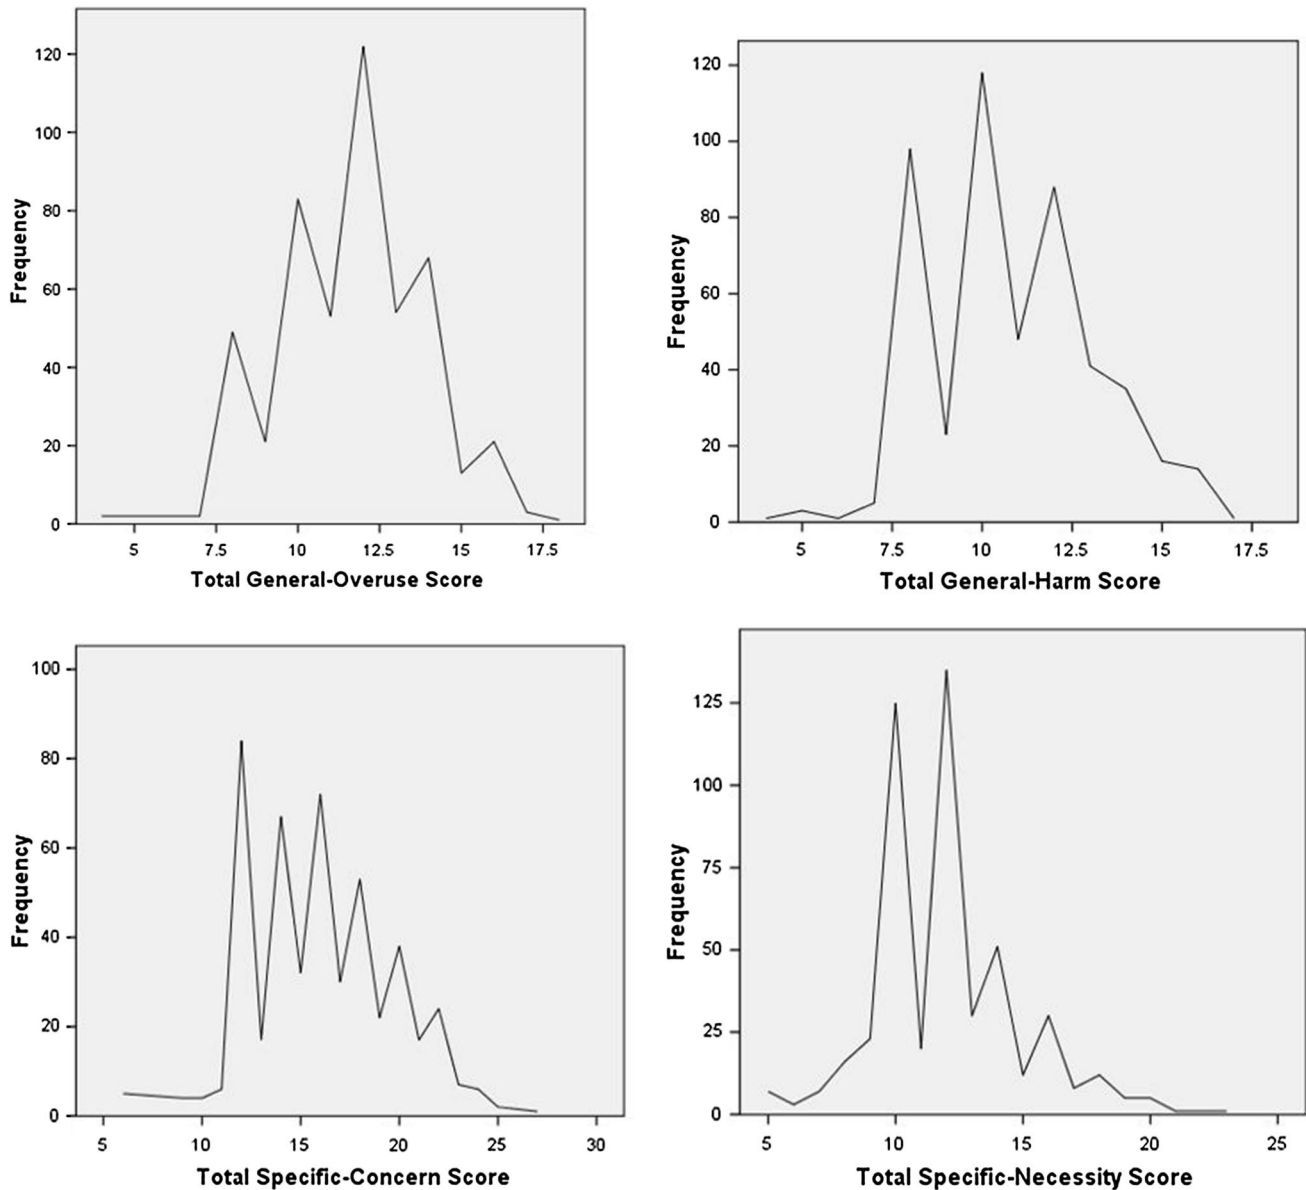 120
100
80
60
40
20
0
Frequency
5 7.5 10 12.5 15 17.5
Total General-Overuse Score
120
100
80
60
40
20
0
Frequency
5 7.5 10 12.5 15 17.5
Total General-Harm Score
100
80
60
40
20
0
Frequency
5 10 15 20 25 30
Total Specific-Concern Score
125
100
75
50
25
0
Frequency
5 10 15 20 25
Total Specific-Necessity Score